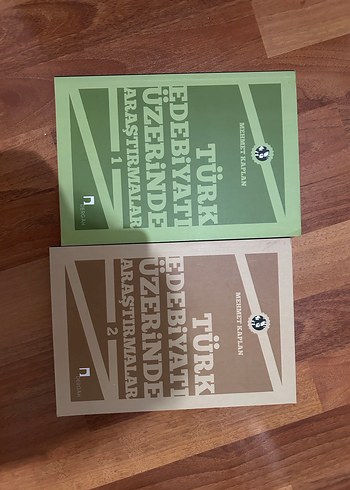 MEHMET KAPLAN
TÜRK
EDEBİYATI
ÜZERİNDE
ARAŞTIRMALAR
1
MEHMET KAPLAN
TÜRK
EDEBİYATI
ÜZERİNDE
ARAŞTIRMALAR
2